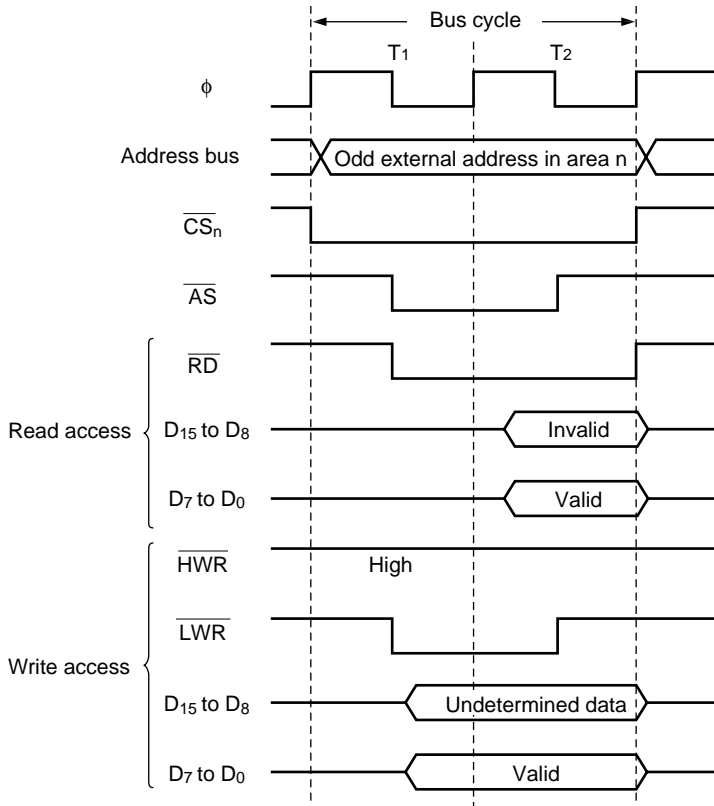 Bus cycle
T1 T2
ϕ
Address bus Odd external address in area n
CSn
AS
RD
Read access
D15 to D8 Invalid
D7 to D0 Valid
HWR High
LWR
Write access
D15 to D8 Undetermined data
D7 to D0 Valid